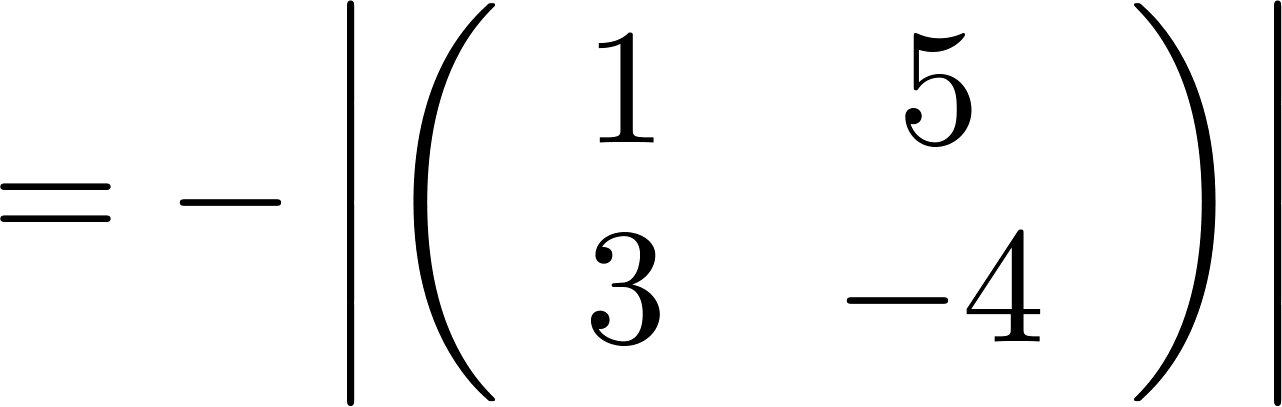 = − | ( 1 5
3 −4 ) |